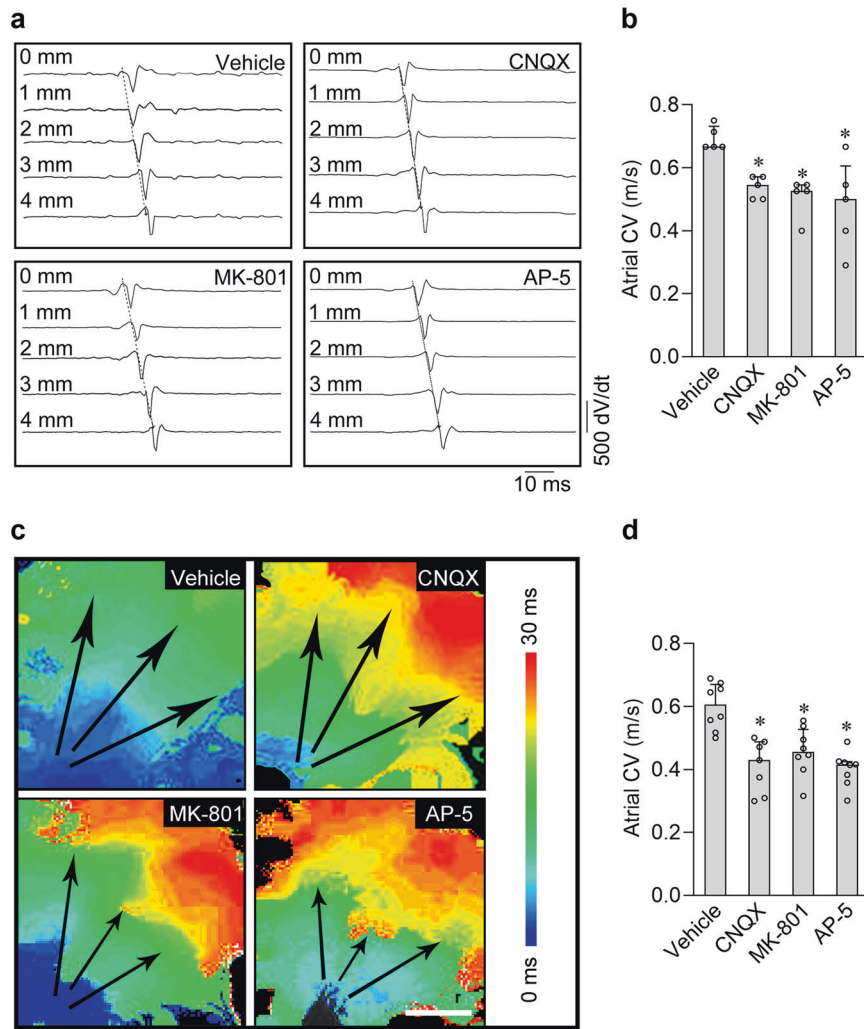 a
0 mm
Vehicle
1 mm
2 mm
3 mm
4 mm
0 mm
CNQX
1 mm
2 mm
3 mm
4 mm
0 mm
MK-801
1 mm
2 mm
3 mm
4 mm
0 mm
AP-5
1 mm
2 mm
3 mm
4 mm
500 dV/dt
10 ms
b
Atrial CV (m/s)
0.8
0.6
0.4
0.2
0.0
*
*
*
Vehicle
CNQX
MK-801
AP-5
c
Vehicle
CNQX
MK-801
AP-5
30 ms
0 ms
d
Atrial CV (m/s)
0.8
0.6
0.4
0.2
0.0
*
*
*
Vehicle
CNQX
MK-801
AP-5